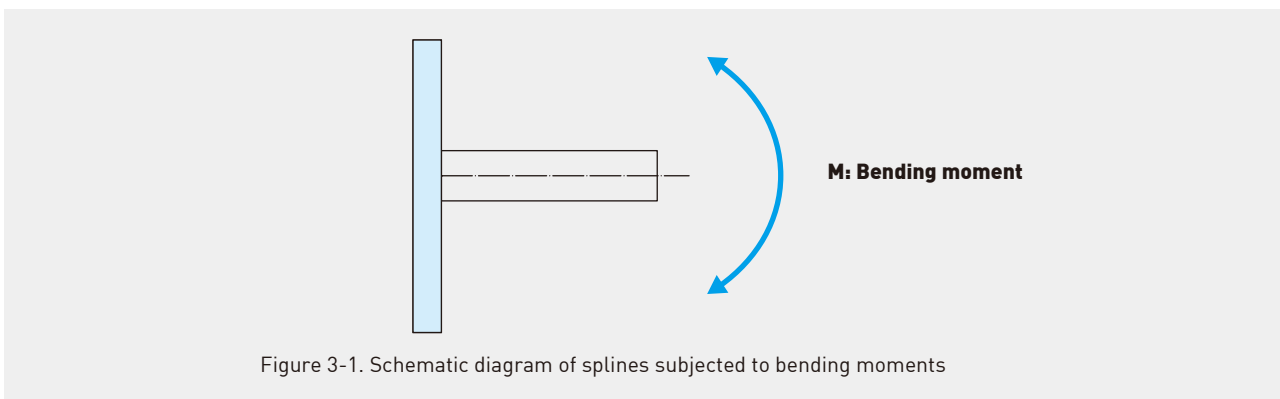 M: Bending moment
Figure 3-1. Schematic diagram of splines subjected to bending moments